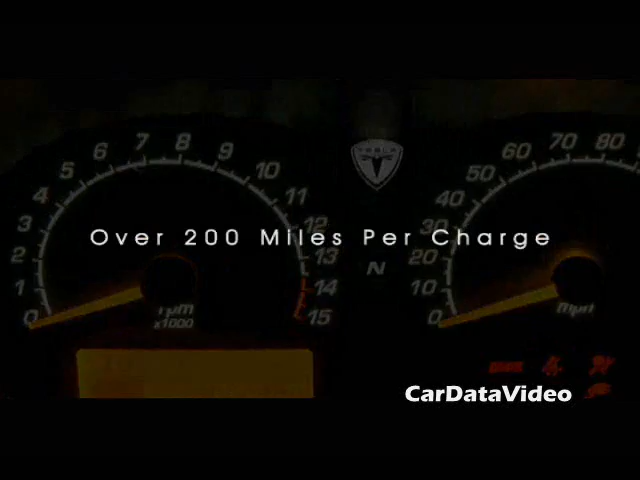 Over 200 Miles Per Charge
TESLA
0 1 2 3 4 5 6 7 8 9 10 11 12 13 14 15
rpm
x1000
N
0 10 20 30 40 50 60 70 80
mph
CarDataVideo